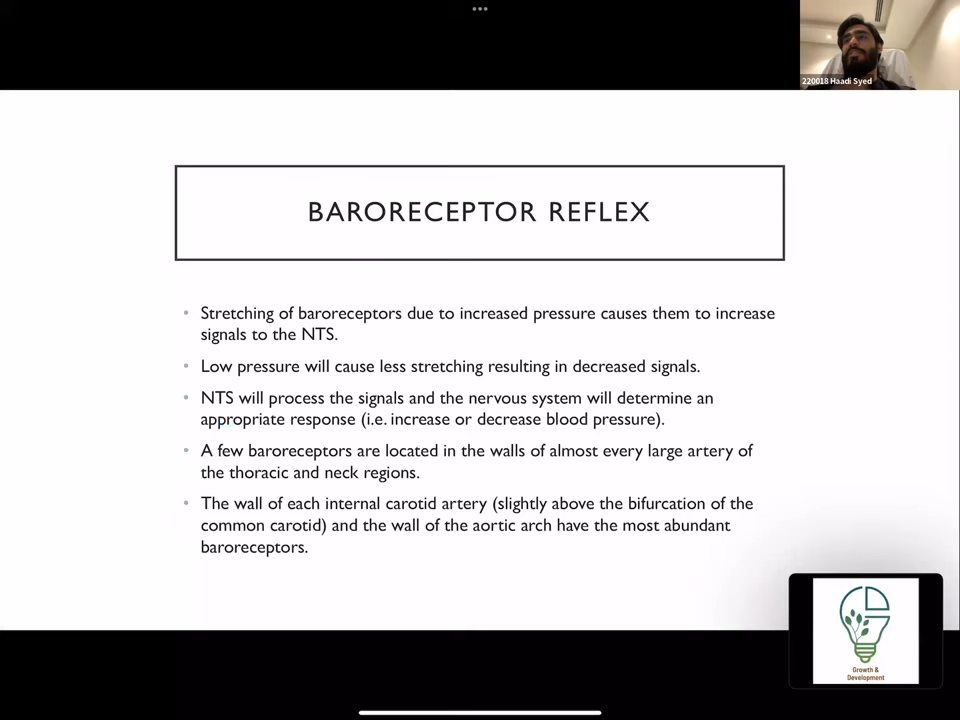 220018 Haadi Syed
BARORECEPTOR REFLEX
• Stretching of baroreceptors due to increased pressure causes them to increase
signals to the NTS.
• Low pressure will cause less stretching resulting in decreased signals.
• NTS will process the signals and the nervous system will determine an
appropriate response (i.e. increase or decrease blood pressure).
• A few baroreceptors are located in the walls of almost every large artery of
the thoracic and neck regions.
• The wall of each internal carotid artery (slightly above the bifurcation of the
common carotid) and the wall of the aortic arch have the most abundant
baroreceptors.
Growth &
Development